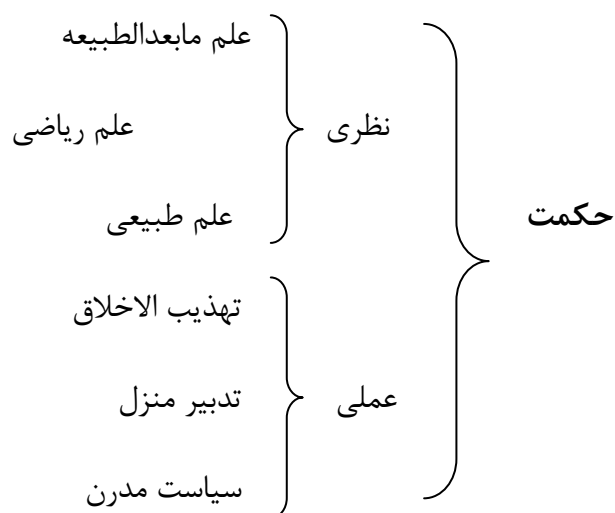 علم مابعدالطبیعه
نظری
علم ریاضی
حکمت
علم طبیعی
تهذیب الاخلاق
عملی
تدبیر منزل
سیاست مدرن